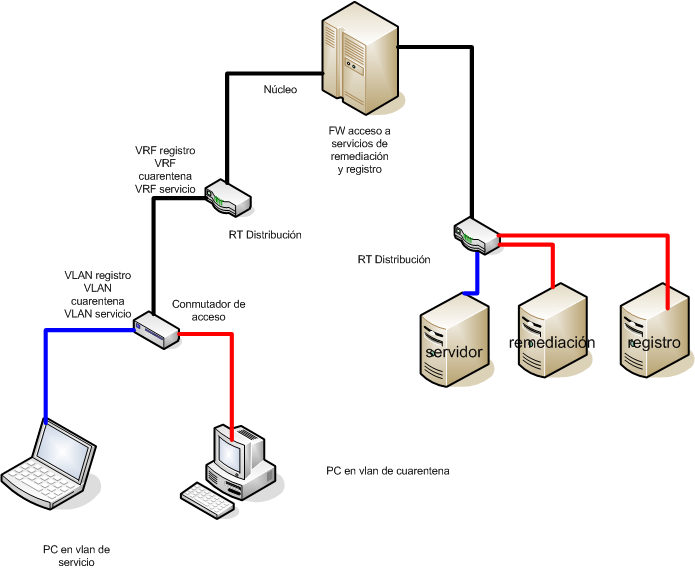 Núcleo
FW acceso a
servicios de
remediación
y registro
VRF registro
VRF
cuarentena
VRF servicio
RT Distribución
RT Distribución
VLAN registro
VLAN
cuarentena
VLAN servicio
Conmutador de
acceso
servidor
remediación
registro
PC en vlan de cuarentena
PC en vlan de
servicio